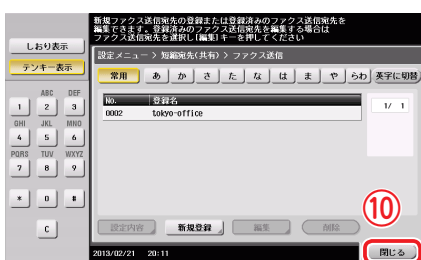 新規ファクス送信宛先の登録または登録済みのファクス送信宛先を
編集できます。登録済みのファクス送信宛先を編集する場合は
ファクス送信宛先を選択し[編集]キーを押してください
しおり表示
テンキー表示
設定メニュー > 短縮宛先(共有) > ファクス送信
常用 あ か さ た な は ま や らわ 英字に切替
No. 登録名
0002 tokyo-office
1/ 1
ABC DEF
1 2 3
GHI JKL MNO
4 5 6
PQRS TUV WXYZ
7 8 9
* 0 #
C
設定内容 新規登録 編集 削除
⑩
2013/02/21 20:11
閉じる